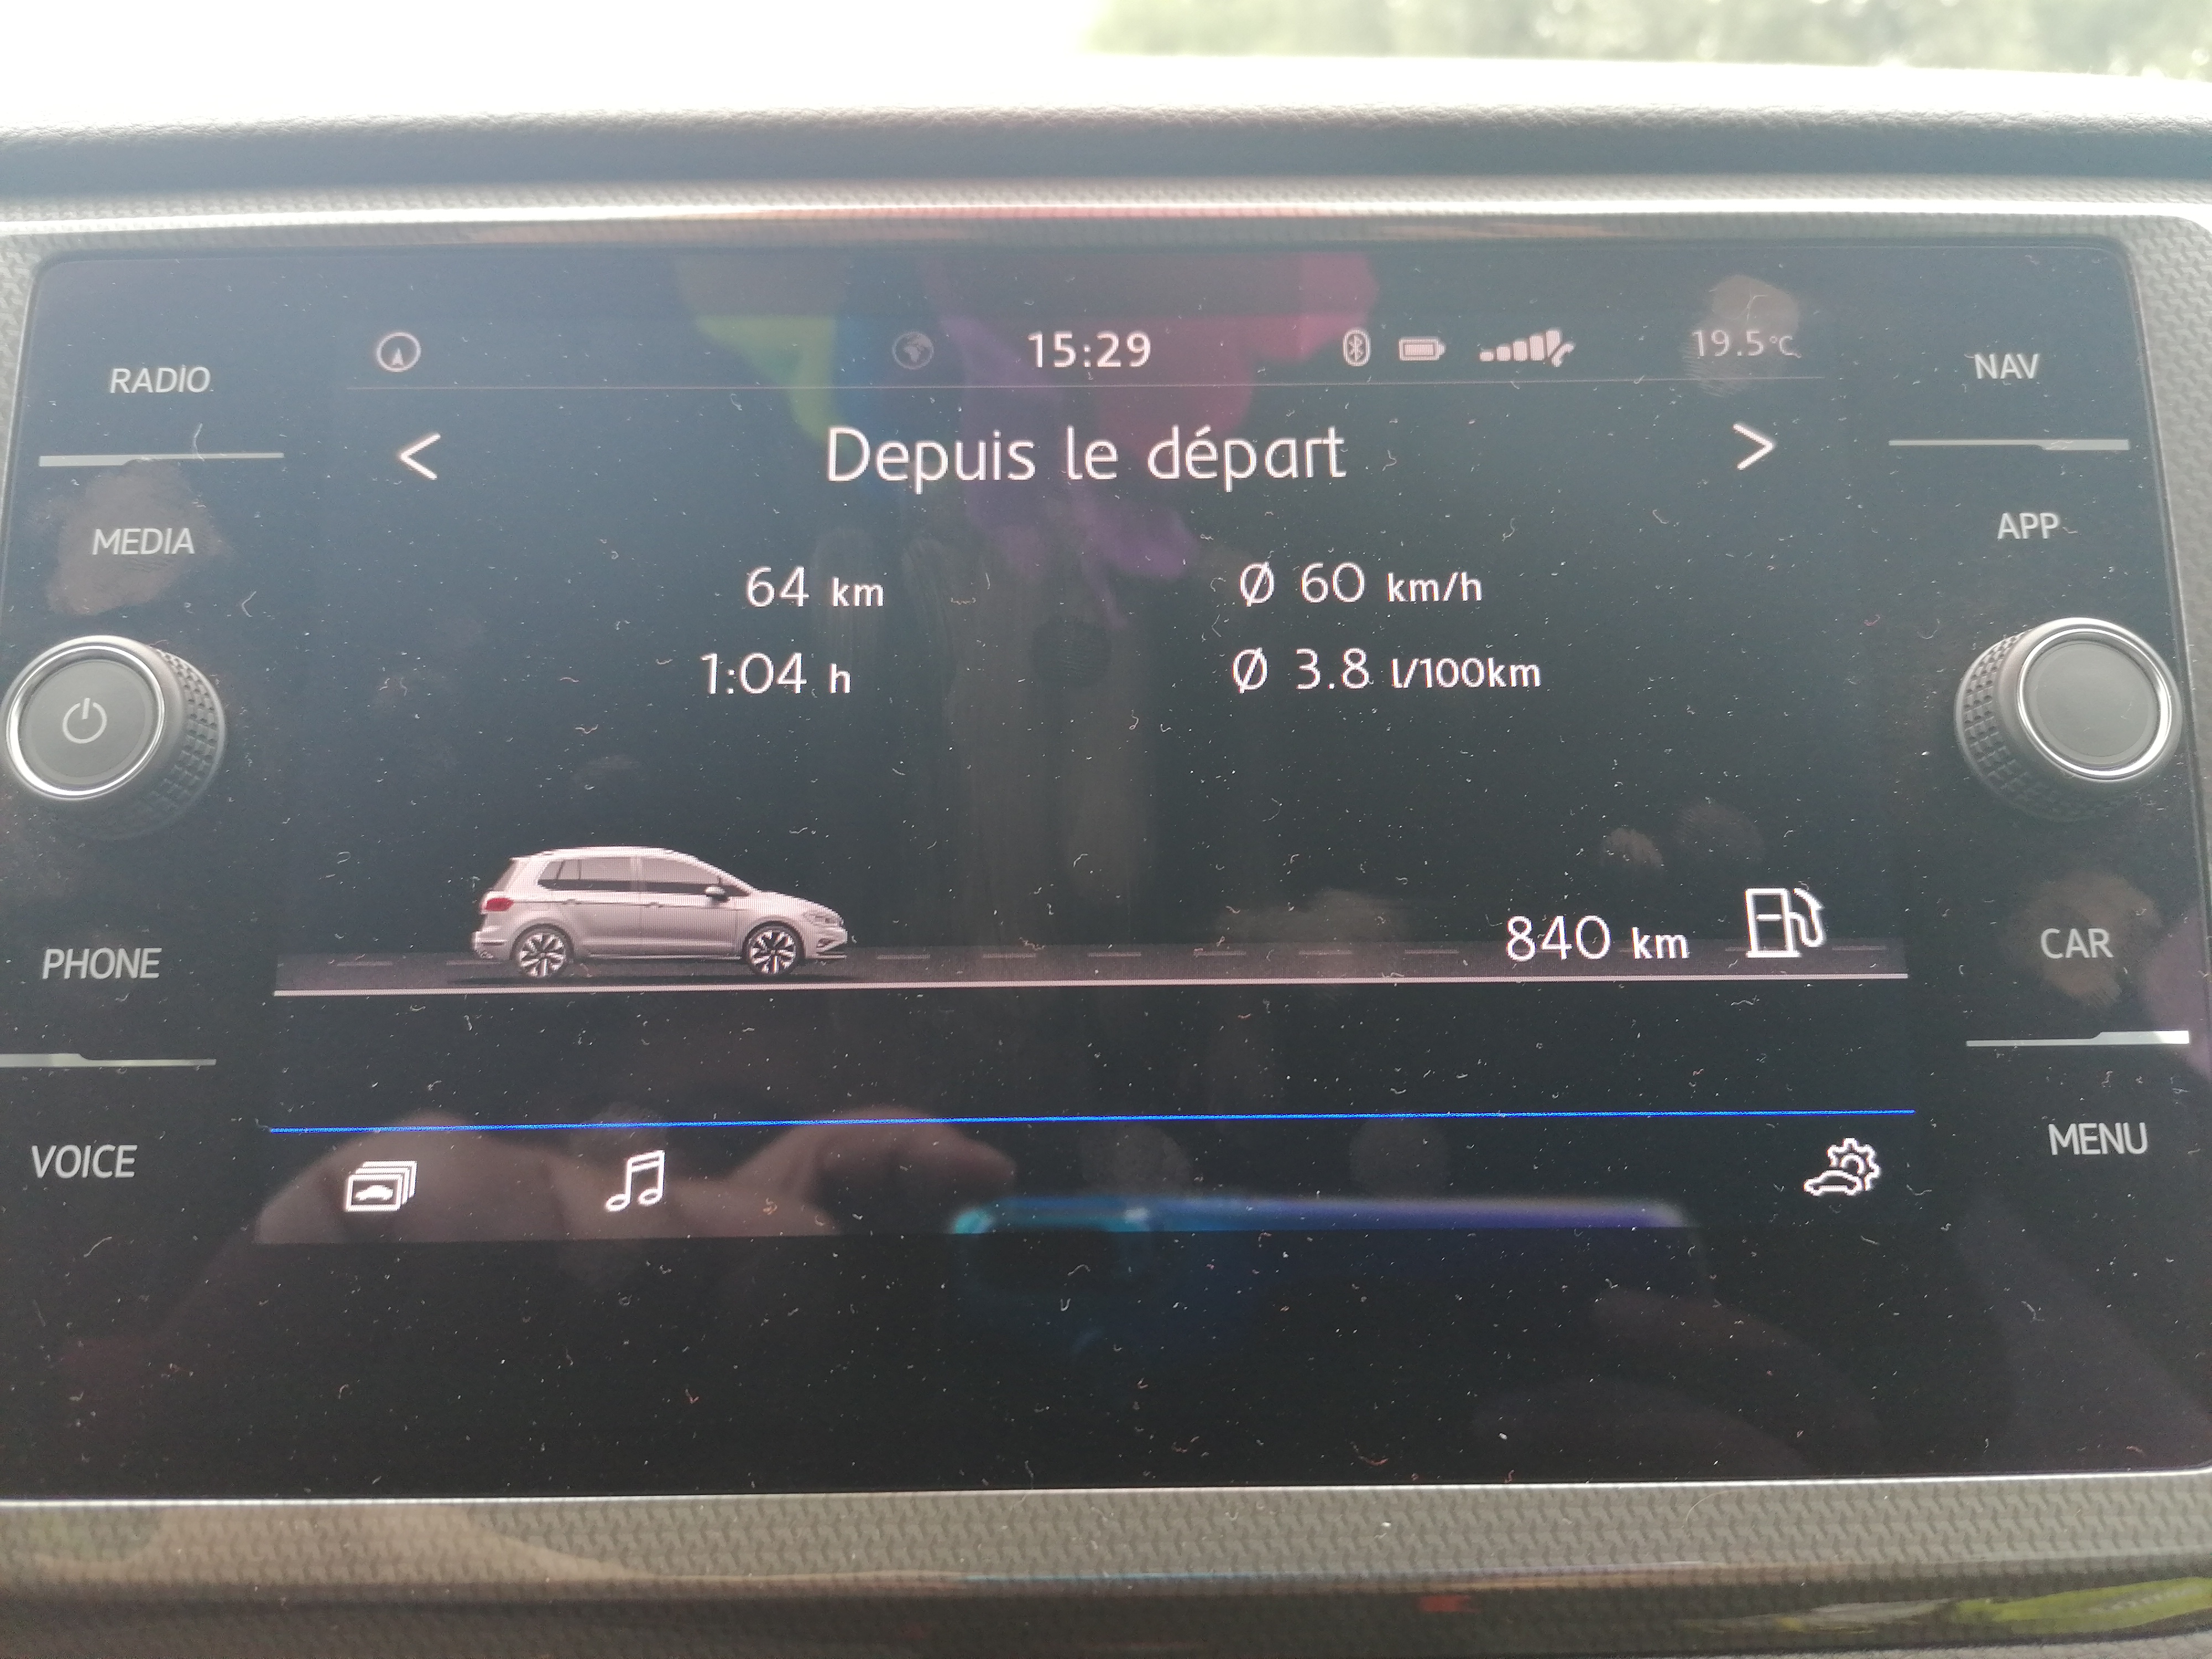 RADIO
MEDIA
PHONE
VOICE
15:29
19.5°C
< Depuis le départ >
64 km
Ø 60 km/h
1:04 h
Ø 3.8 l/100km
840 km
NAV
APP
CAR
MENU